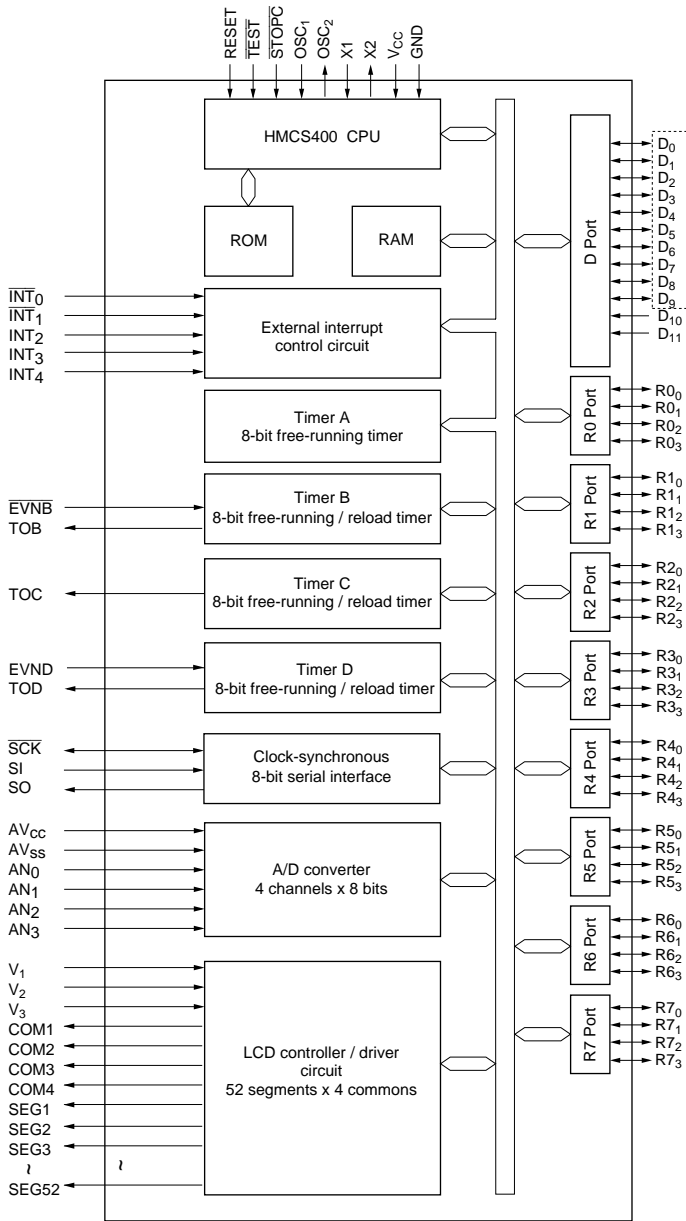 RESET
TEST
STOPC
OSC1
OSC2
X1
X2
VCC
GND
HMCS400 CPU
ROM
RAM
D Port
D0
D1
D2
D3
D4
D5
D6
D7
D8
D9
D10
D11
INT0
INT1
INT2
INT3
INT4
External interrupt
control circuit
Timer A
8-bit free-running timer
R0 Port
R00
R01
R02
R03
EVNB
TOB
Timer B
8-bit free-running / reload timer
R1 Port
R10
R11
R12
R13
TOC
Timer C
8-bit free-running / reload timer
R2 Port
R20
R21
R22
R23
EVND
TOD
Timer D
8-bit free-running / reload timer
R3 Port
R30
R31
R32
R33
SCK
SI
SO
Clock-synchronous
8-bit serial interface
R4 Port
R40
R41
R42
R43
AVcc
AVss
AN0
AN1
AN2
AN3
A/D converter
4 channels x 8 bits
R5 Port
R50
R51
R52
R53
R6 Port
R60
R61
R62
R63
V1
V2
V3
COM1
COM2
COM3
COM4
SEG1
SEG2
SEG3
~
SEG52
~
LCD controller / driver
circuit
52 segments x 4 commons
R7 Port
R70
R71
R72
R73